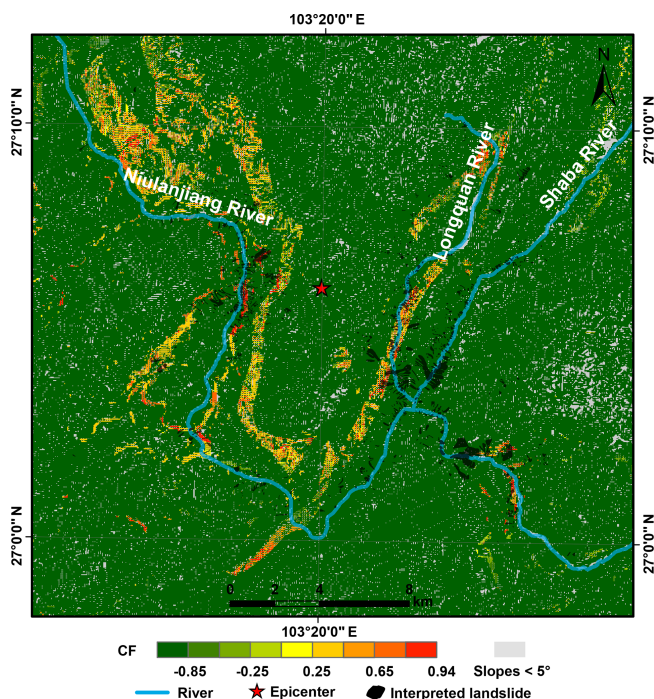 103°20'0" E
N
27°10'0" N
27°10'0" N
Niulanjiang River
Longquan River
Shaba River
27°0'0" N
27°0'0" N
0 4 8
km
103°20'0" E
CF
-0.85 -0.25 0.25 0.65 0.94 Slopes < 5°
River Epicenter Interpreted landslide